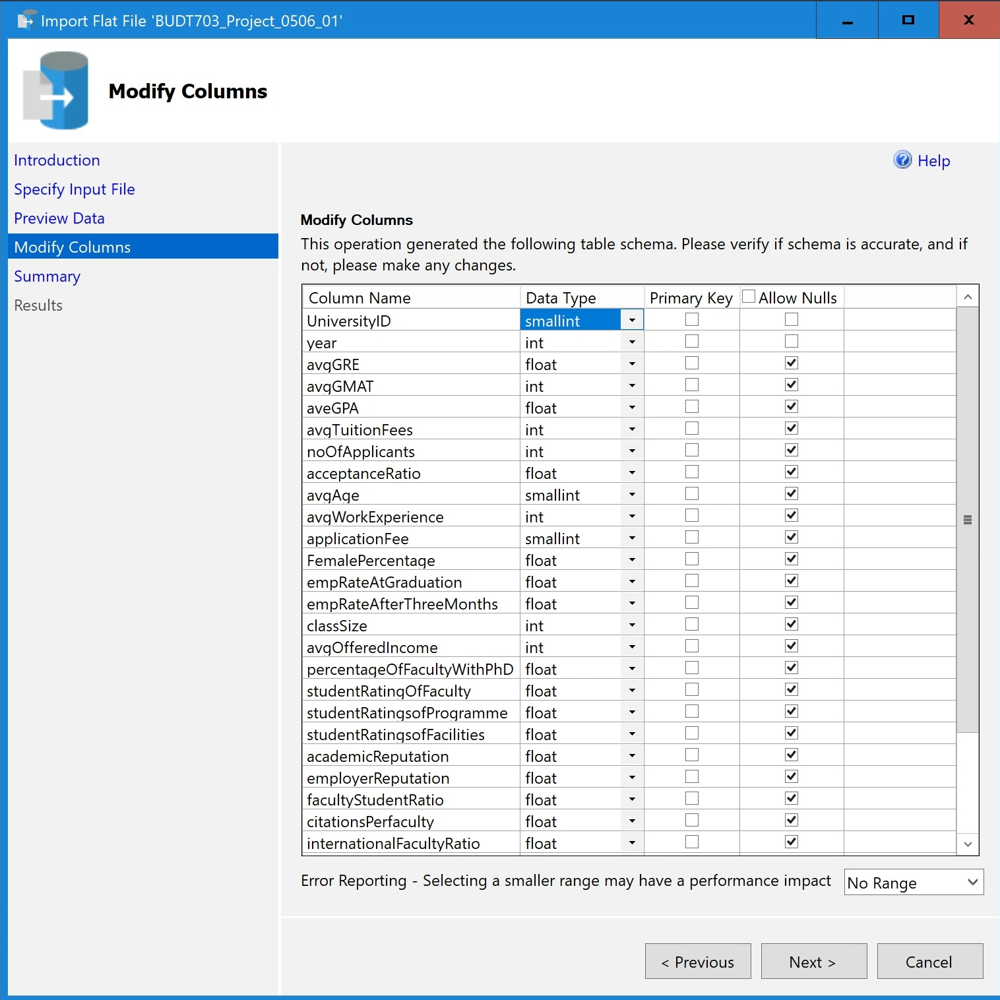 Import Flat File 'BUDT703_Project_0506_01'
Modify Columns
Introduction
Specify Input File
Preview Data
Modify Columns
Summary
Results
Help
Modify Columns
This operation generated the following table schema. Please verify if schema is accurate, and if
not, please make any changes.
Column Name Data Type Primary Key Allow Nulls
UniversityID smallint
year int
avgGRE float
avgGMAT int
aveGPA float
avgTuitionFees int
noOfApplicants int
acceptanceRatio float
avgAge smallint
avgWorkExperience int
applicationFee smallint
FemalePercentage float
empRateAtGraduation float
empRateAfterThreeMonths float
classSize int
avgOfferedIncome int
percentageOfFacultyWithPhD float
studentRatingOfFaculty float
studentRatingsofProgramme float
studentRatingsofFacilities float
academicReputation float
employerReputation float
facultyStudentRatio float
citationsPerfaculty float
internationalFacultyRatio float
Error Reporting - Selecting a smaller range may have a performance impact No Range
< Previous Next > Cancel